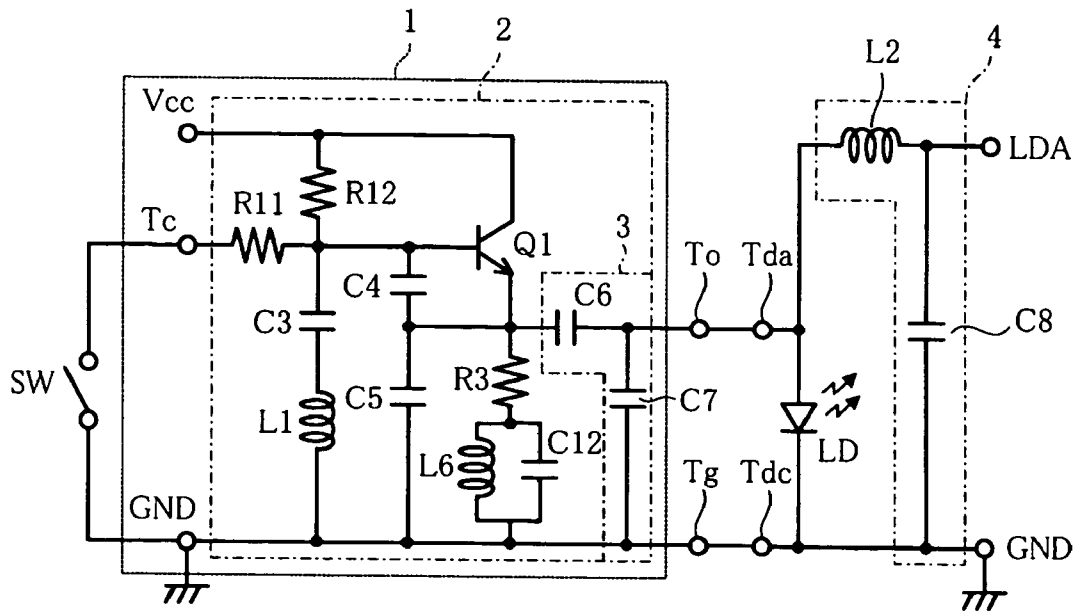 1
2
4
L2
Vcc
LDA
R12
R11
Tc
Q1
3
To
Tda
C4
C6
C3
C8
SW
R3
C5
C7
L1
C12
LD
L6
Tg
Tdc
GND
GND